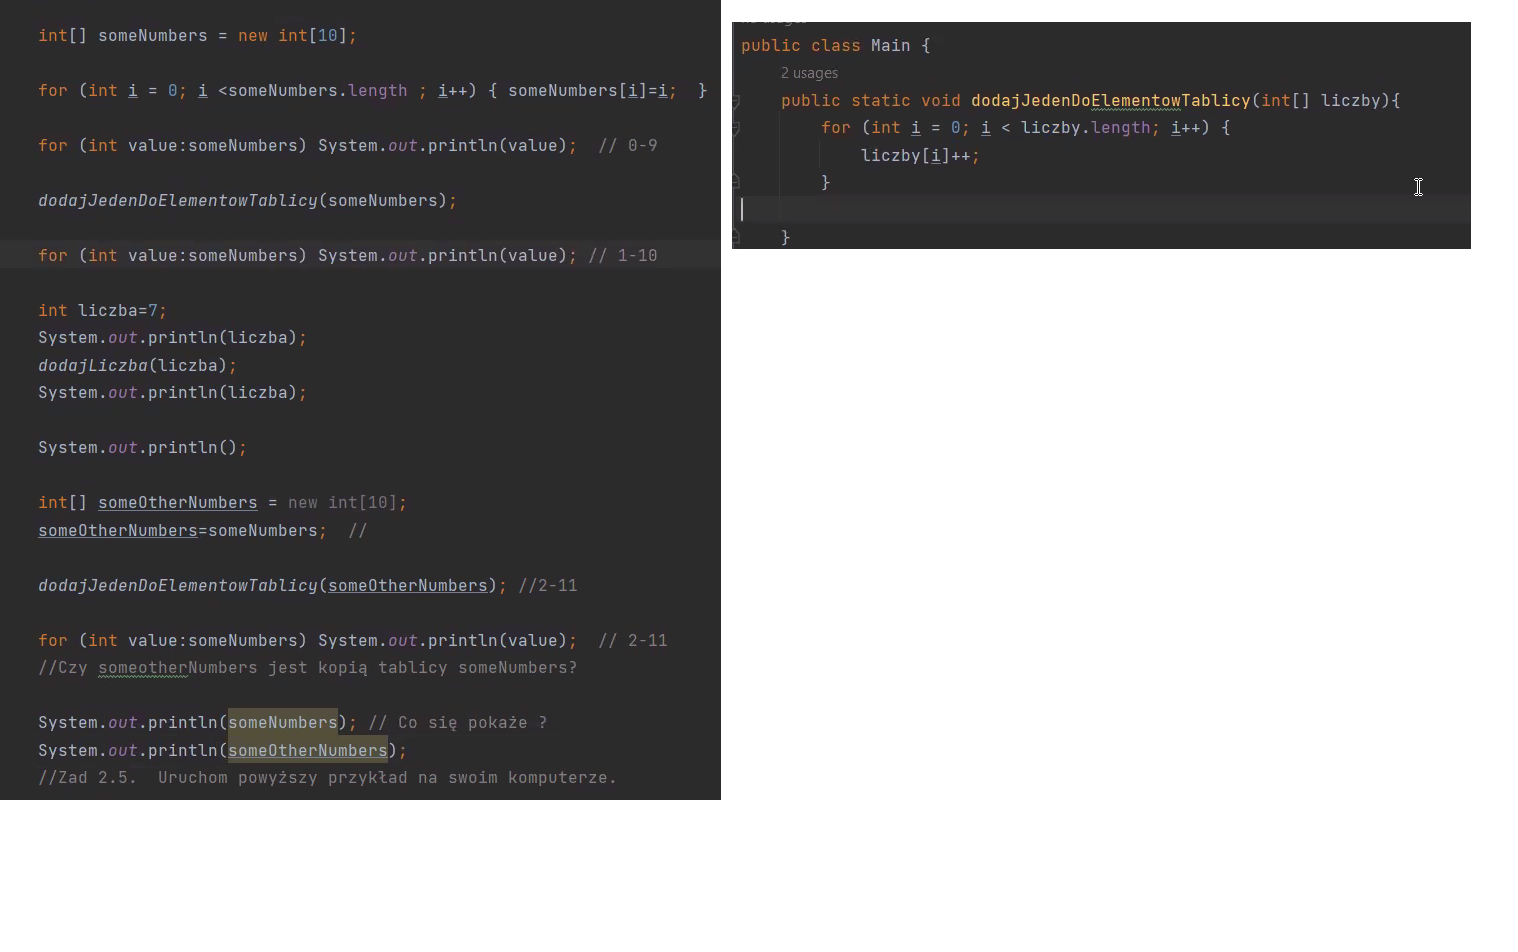 int[] someNumbers = new int[10];
for (int i = 0; i <someNumbers.length ; i++) { someNumbers[i]=i;  }
for (int value:someNumbers) System.out.println(value);  // 0-9
dodajJedenDoElementowTablicy(someNumbers);
for (int value:someNumbers) System.out.println(value); // 1-10
int liczba=7;
System.out.println(liczba);
dodajLiczba(liczba);
System.out.println(liczba);
System.out.println();
int[] someOtherNumbers = new int[10];
someOtherNumbers=someNumbers;  //
dodajJedenDoElementowTablicy(someOtherNumbers); //2-11
for (int value:someNumbers) System.out.println(value);  // 2-11
//Czy someotherNumbers jest kopią tablicy someNumbers?
System.out.println(someNumbers); // Co się pokaże ?
System.out.println(someOtherNumbers);
//Zad 2.5.  Uruchom powyższy przykład na swoim komputerze.
public class Main {
2 usages
public static void dodajJedenDoElementowTablicy(int[] liczby){
for (int i = 0; i < liczby.length; i++) {
liczby[i]++;
}
}